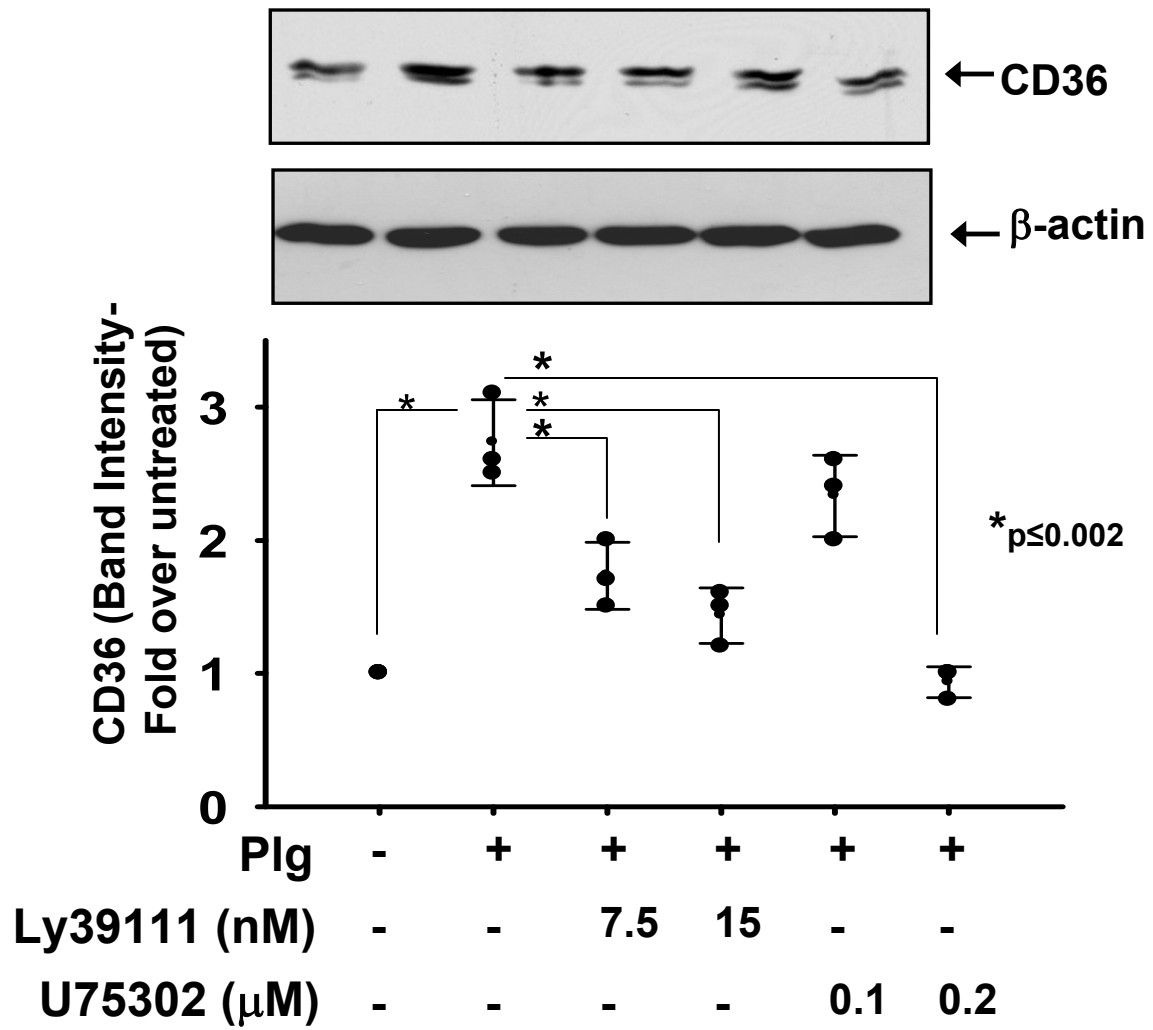 CD36
β-actin
CD36 (Band Intensity-
Fold over untreated)
*
*
*
*
3
2
1
0
*p≤0.002
Plg - + + + + +
Ly39111 (nM) - - 7.5 15 - -
U75302 (μM) - - - - 0.1 0.2